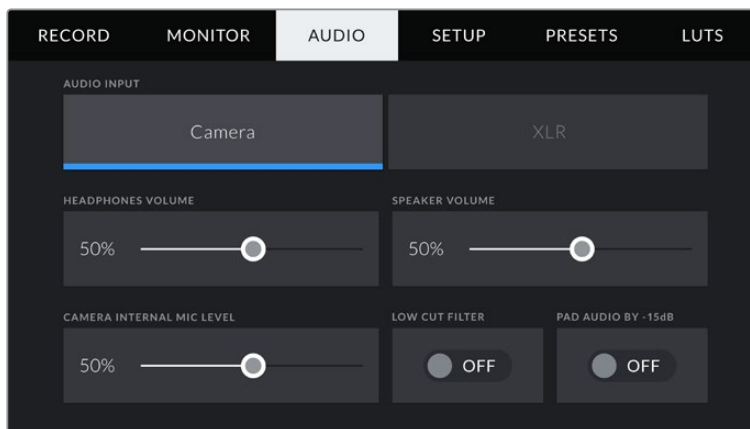 RECORD MONITOR AUDIO SETUP PRESETS LUTS
AUDIO INPUT
Camera XLR
HEADPHONES VOLUME SPEAKER VOLUME
50% 50%
CAMERA INTERNAL MIC LEVEL LOW CUT FILTER PAD AUDIO BY -15dB
50% OFF OFF